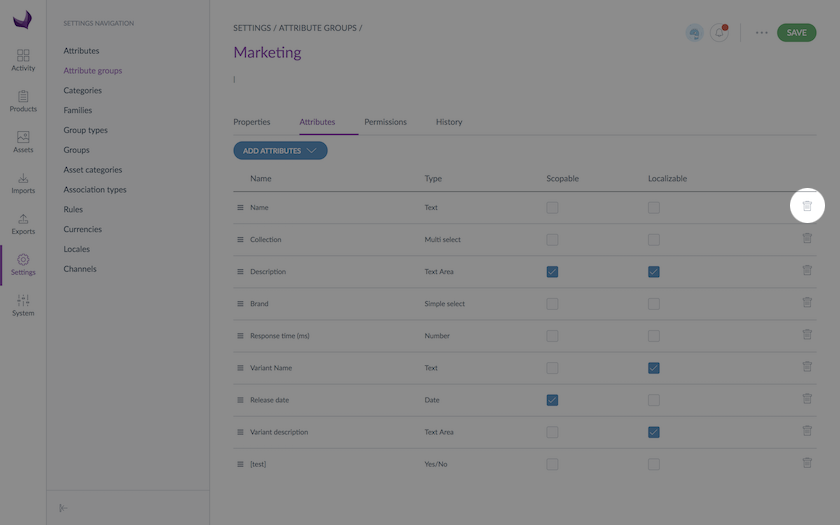 SETTINGS NAVIGATION
Attributes
Attribute groups
Categories
Families
Group types
Groups
Asset categories
Association types
Rules
Currencies
Locales
Channels
Activity
Products
Assets
Imports
Exports
Settings
System
SETTINGS / ATTRIBUTE GROUPS /
Marketing
SAVE
Properties Attributes Permissions History
ADD ATTRIBUTES
Name Type Scopable Localizable
Name Text
Collection Multi select
Description Text Area
Brand Simple select
Response time (ms) Number
Variant Name Text
Release date Date
Variant description Text Area
[test] Yes/No